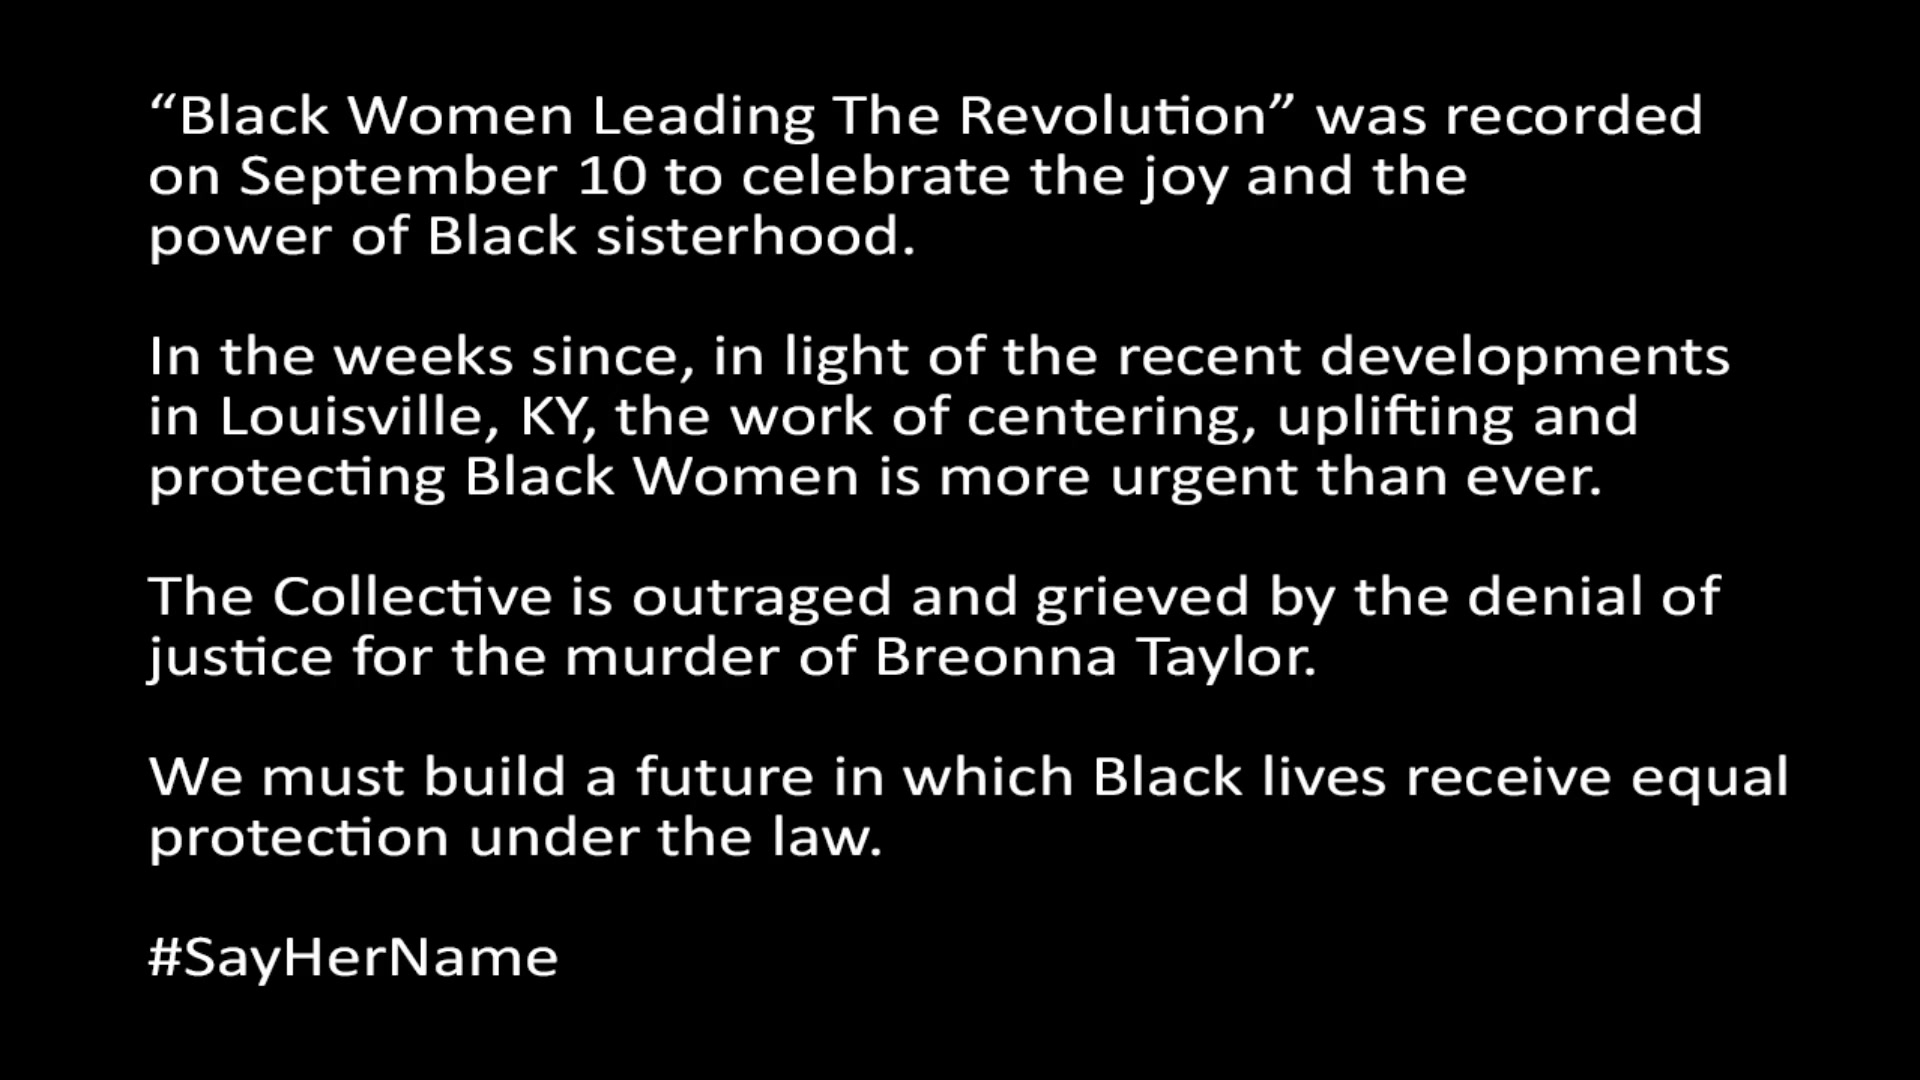 “Black Women Leading The Revolution” was recorded
on September 10 to celebrate the joy and the
power of Black sisterhood.
In the weeks since, in light of the recent developments
in Louisville, KY, the work of centering, uplifting and
protecting Black Women is more urgent than ever.
The Collective is outraged and grieved by the denial of
justice for the murder of Breonna Taylor.
We must build a future in which Black lives receive equal
protection under the law.
#SayHerName